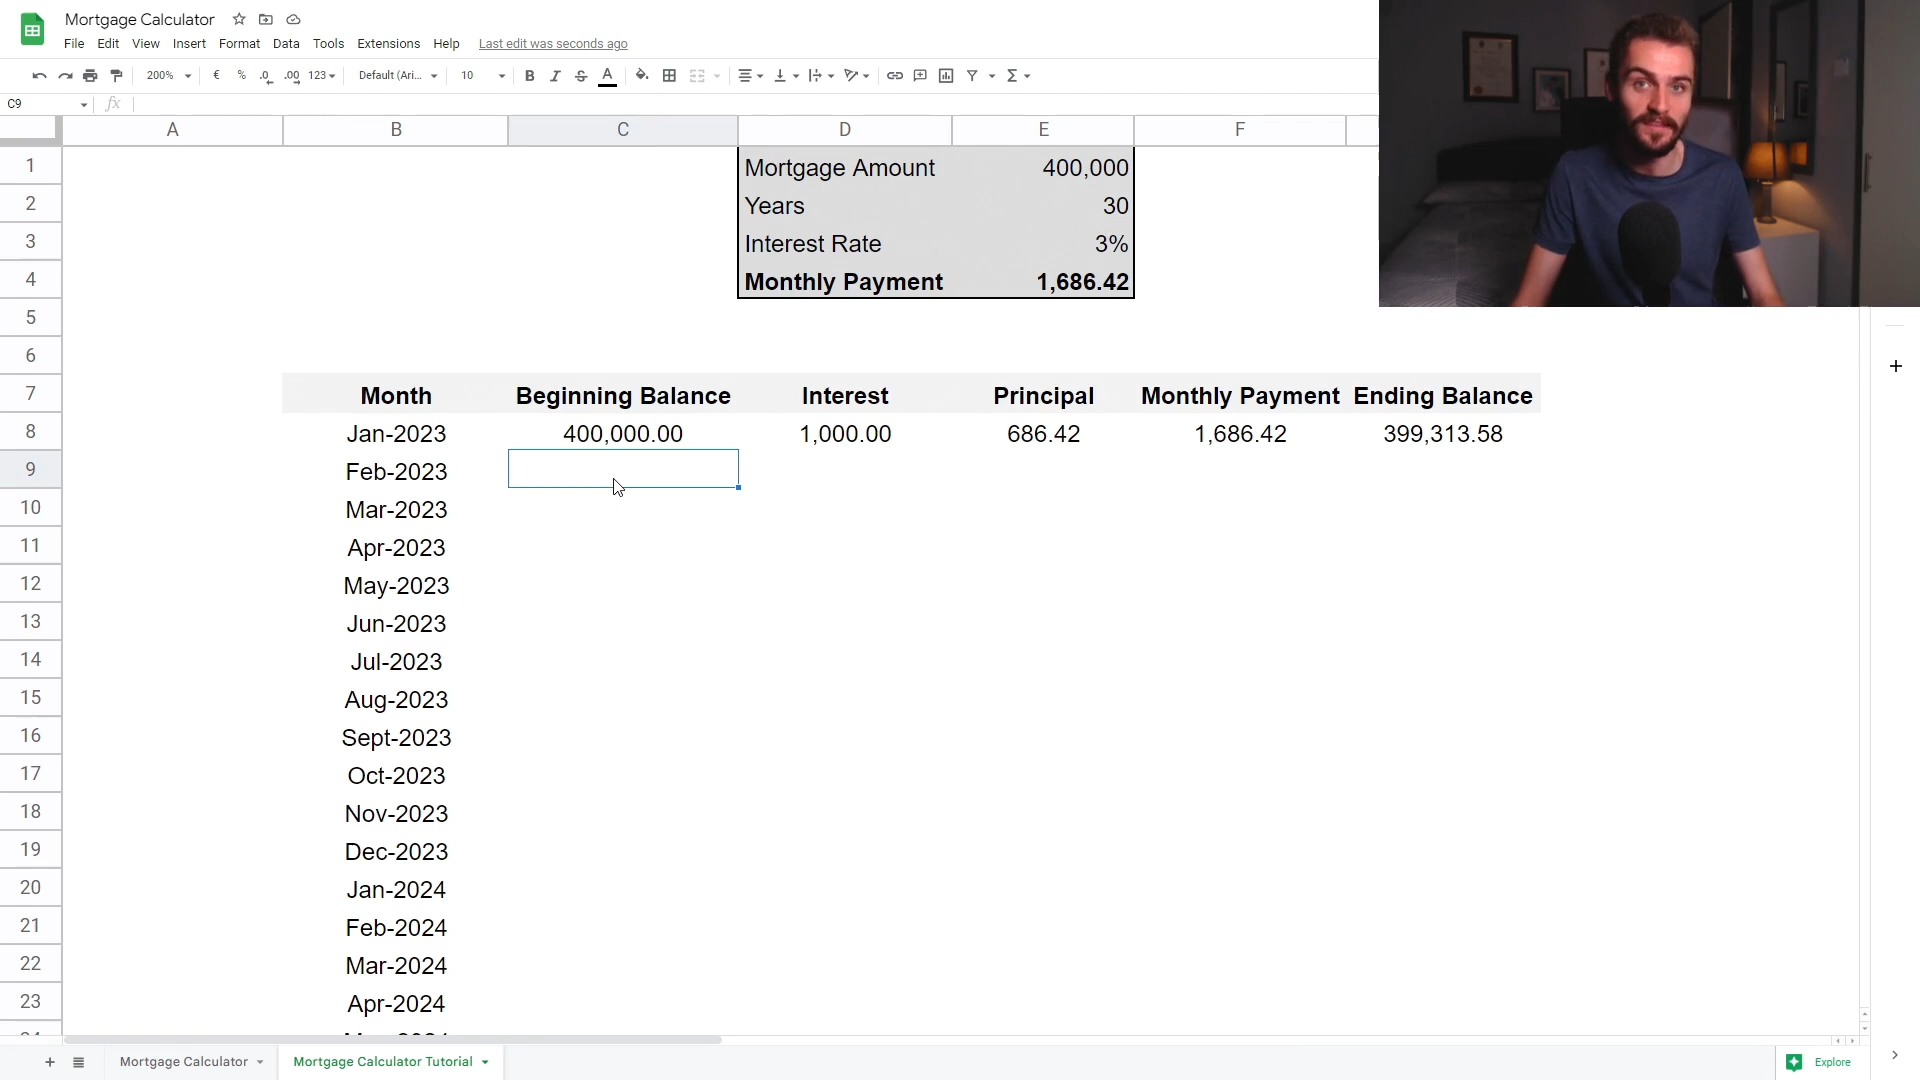 Mortgage Calculator
File Edit View Insert Format Data Tools Extensions Help Last edit was seconds ago
200% € % .0 .00 123 Default (Ari... 10 B I S A Σ
C9 fx
A B C D E F
1 Mortgage Amount 400,000
2 Years 30
3 Interest Rate 3%
4 Monthly Payment 1,686.42
5
6
7 Month Beginning Balance Interest Principal Monthly Payment Ending Balance
8 Jan-2023 400,000.00 1,000.00 686.42 1,686.42 399,313.58
9 Feb-2023
10 Mar-2023
11 Apr-2023
12 May-2023
13 Jun-2023
14 Jul-2023
15 Aug-2023
16 Sept-2023
17 Oct-2023
18 Nov-2023
19 Dec-2023
20 Jan-2024
21 Feb-2024
22 Mar-2024
23 Apr-2024
Mortgage Calculator Mortgage Calculator Tutorial Explore